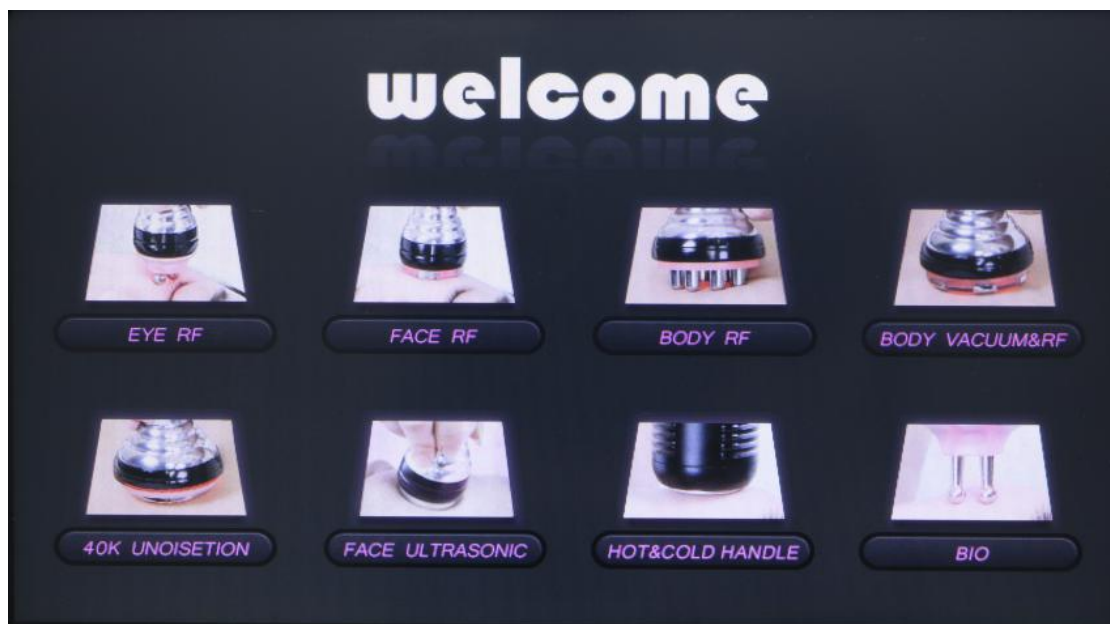 welcome
EYE RF
FACE RF
BODY RF
BODY VACUUM&RF
40K UNOISETION
FACE ULTRASONIC
HOT&COLD HANDLE
BIO